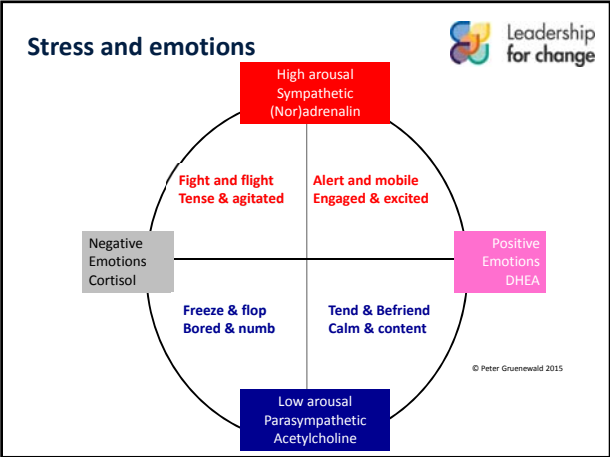 Stress and emotions
Leadership
for change
High arousal
Sympathetic
(Nor)adrenalin
Fight and flight
Tense & agitated
Alert and mobile
Engaged & excited
Negative
Emotions
Cortisol
Positive
Emotions
DHEA
Freeze & flop
Bored & numb
Tend & Befriend
Calm & content
© Peter Gruenewald 2015
Low arousal
Parasympathetic
Acetylcholine